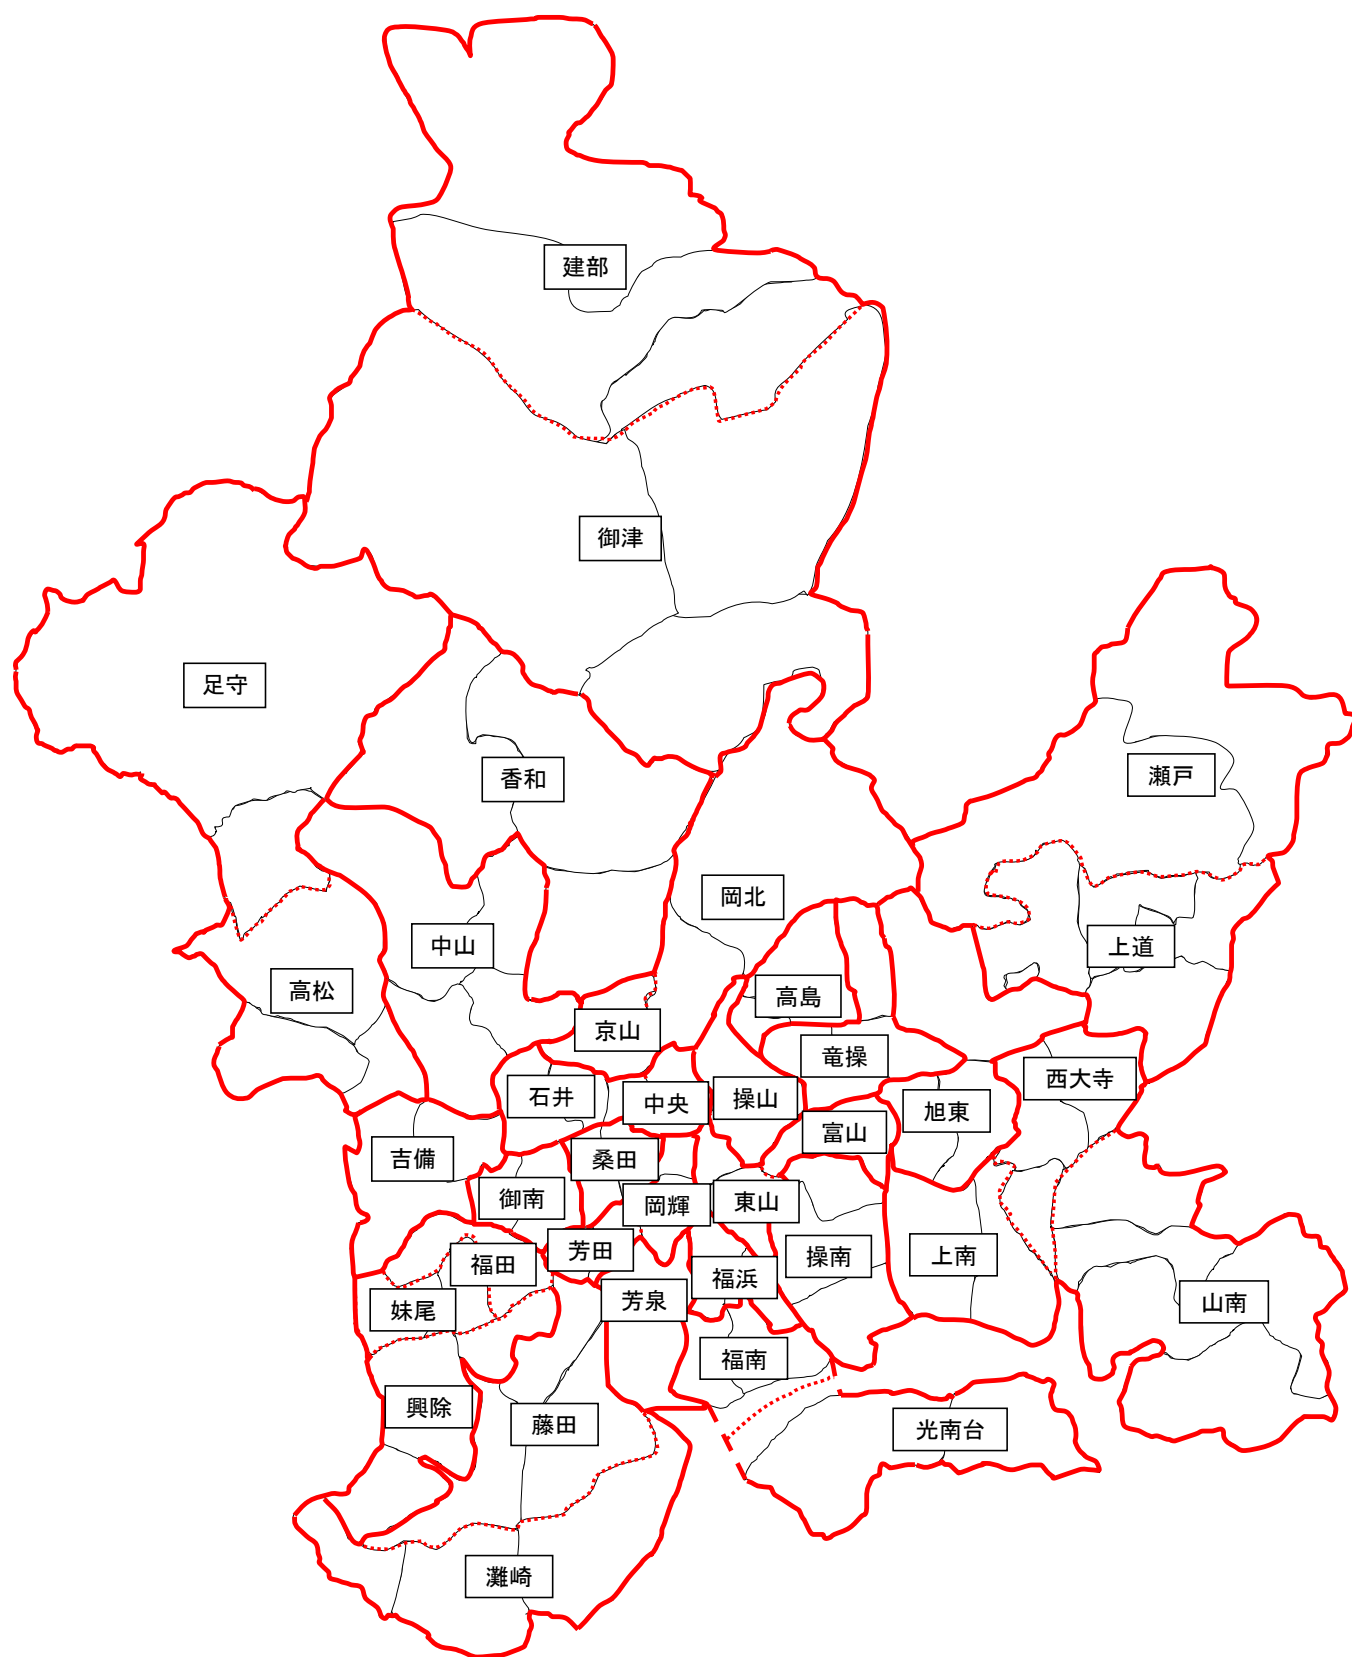 建部
御津
足守
瀬戸
香和
岡北
中山
上道
高松
高島
京山
竜操
西大寺
石井
中央
操山
旭東
富山
吉備
桑田
御南
岡輝
東山
芳田
操南
上南
福田
福浜
妹尾
芳泉
山南
福南
興除
藤田
光南台
灘崎